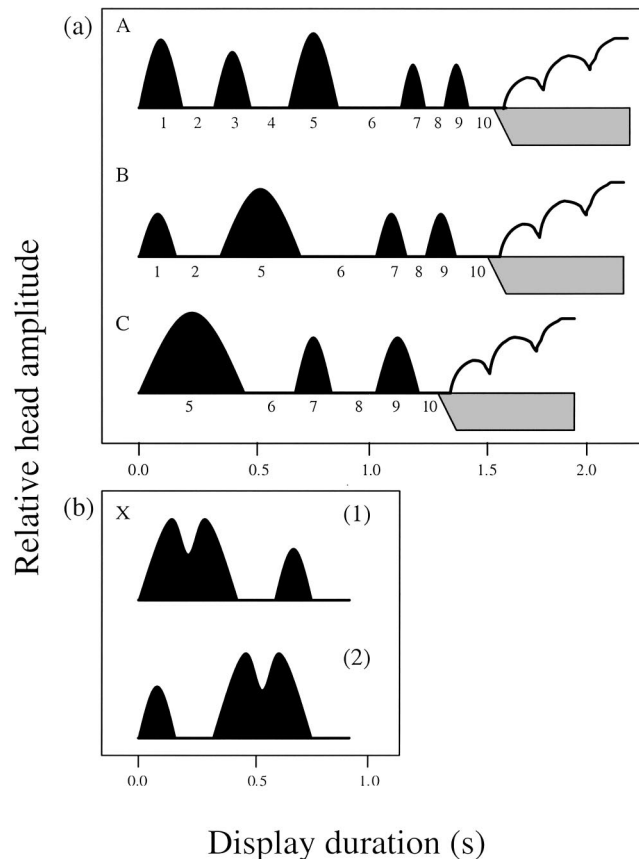 (a)
A
1 2 3 4 5 6 7 8 9 10
B
1 2 5 6 7 8 9 10
C
5 6 7 8 9 10
0.0 0.5 1.0 1.5 2.0
Relative head amplitude
(b)
X (1)
(2)
0.0 0.5 1.0
Display duration (s)